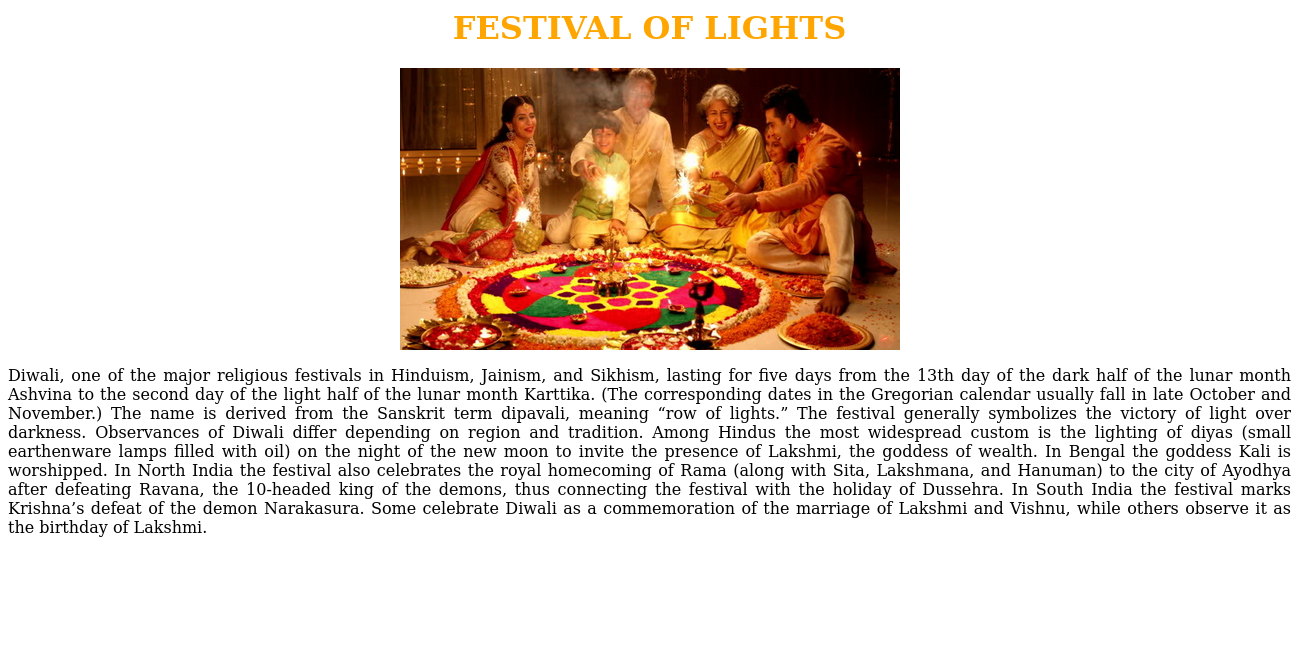 FESTIVAL OF LIGHTS
Diwali, one of the major religious festivals in Hinduism, Jainism, and Sikhism, lasting for five days from the 13th day of the dark half of the lunar month
Ashvina to the second day of the light half of the lunar month Karttika. (The corresponding dates in the Gregorian calendar usually fall in late October and
November.) The name is derived from the Sanskrit term dipavali, meaning “row of lights.” The festival generally symbolizes the victory of light over
darkness. Observances of Diwali differ depending on region and tradition. Among Hindus the most widespread custom is the lighting of diyas (small
earthenware lamps filled with oil) on the night of the new moon to invite the presence of Lakshmi, the goddess of wealth. In Bengal the goddess Kali is
worshipped. In North India the festival also celebrates the royal homecoming of Rama (along with Sita, Lakshmana, and Hanuman) to the city of Ayodhya
after defeating Ravana, the 10-headed king of the demons, thus connecting the festival with the holiday of Dussehra. In South India the festival marks
Krishna’s defeat of the demon Narakasura. Some celebrate Diwali as a commemoration of the marriage of Lakshmi and Vishnu, while others observe it as
the birthday of Lakshmi.